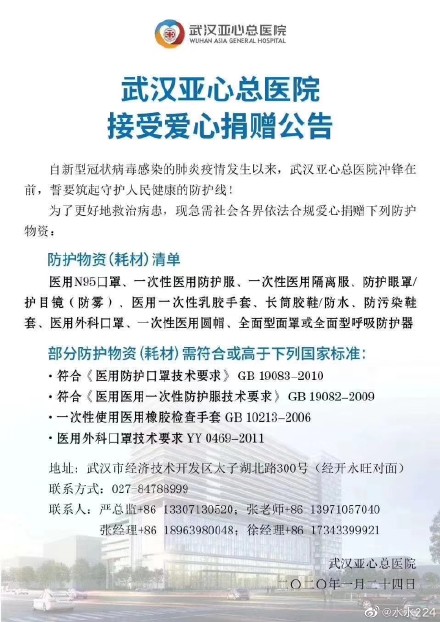 武汉亚心总医院
WUHAN ASIA GENERAL HOSPITAL
武汉亚心总医院
接受爱心捐赠公告
自新型冠状病毒感染的肺炎疫情发生以来，武汉亚心总医院冲锋在
前，誓要筑起守护人民健康的防护线！
为了更好地救治病患，现急需社会各界依法合规爱心捐赠下列防护
物资：
防护物资(耗材)清单
医用N95口罩、一次性医用防护服、一次性医用隔离服、防护眼罩/
护目镜（防雾）、医用一次性乳胶手套、长筒胶鞋/防水、防污染鞋
套、医用外科口罩、一次性医用圆帽、全面型面罩或全面型呼吸防护器
部分防护物资(耗材)需符合或高于下列国家标准：
·符合《医用防护口罩技术要求》GB 19083-2010
·符合《医用医用一次性防护服技术要求》GB 19082-2009
·一次性使用医用橡胶检查手套 GB 10213-2006
·医用外科口罩技术要求 YY 0469-2011
地址：武汉市经济技术开发区太子湖北路300号（经开永旺对面）
联系方式：027-84788999
联系人：严总监+86 13307130520；张老师+86 13971057040
张经理+86 18963980048；徐经理+86 17343399921
武汉亚心总医院
二〇二〇年一月二十四日